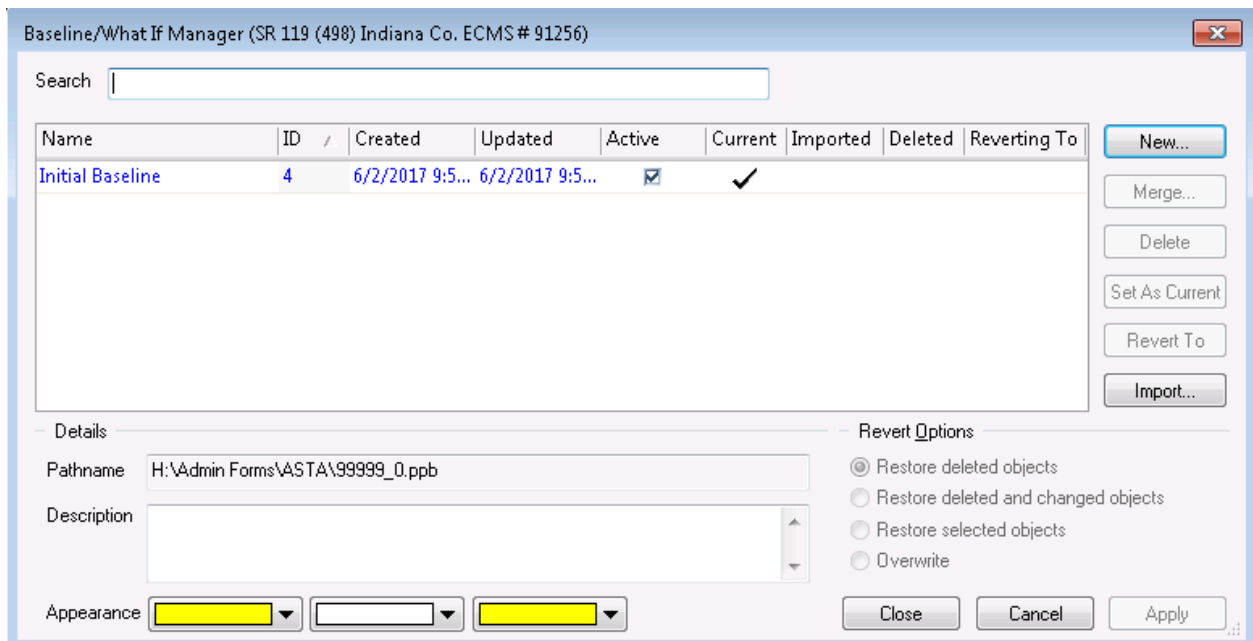 Baseline/What If Manager (SR 119 (498) Indiana Co. ECMS # 91256)
Search
Name ID Created Updated Active Current Imported Deleted Reverting To
New...
Initial Baseline 4 6/2/2017 9:5... 6/2/2017 9:5...
Merge...
Delete
Set As Current
Revert To
Import...
Details
Revert Options
Pathname H:\Admin Forms\ASTA\99999_0.ppb
Restore deleted objects
Restore deleted and changed objects
Description
Restore selected objects
Overwrite
Appearance
Close Cancel Apply